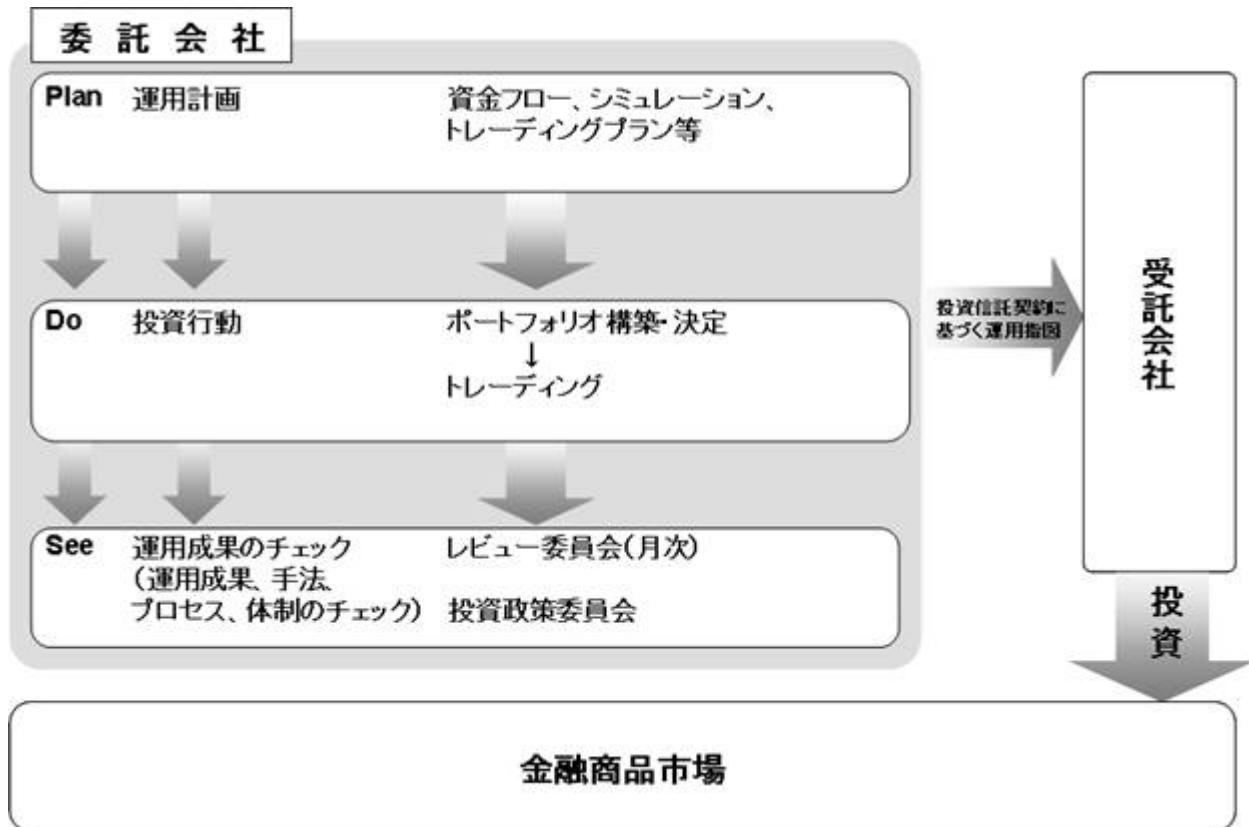 委託会社
Plan 運用計画 資金フロー、シミュレーション、
トレーディングプラン等
Do 投資行動 ポートフォリオ構築・決定
↓
トレーディング
See 運用成果のチェック レビュー委員会(月次)
(運用成果、手法、
プロセス、体制のチェック) 投資政策委員会
投資信託契約に
基づく運用指図
受託会社
投資
金融商品市場